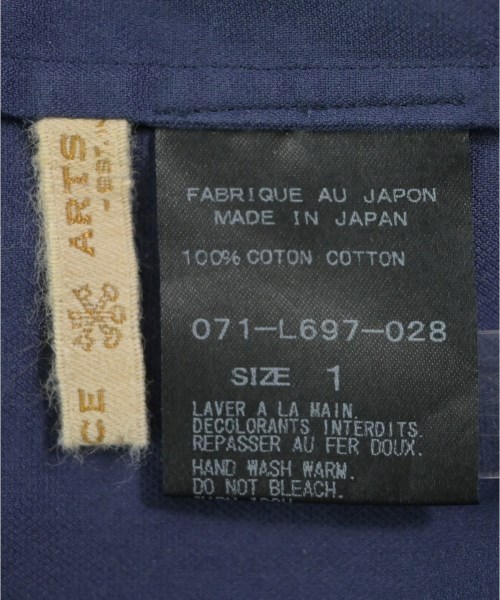 ARTS
CE
FABRIQUE AU JAPON
MADE IN JAPAN
100% COTON COTTON
071-L697-028
SIZE 1
LAVER A LA MAIN.
DECOLORANTS INTERDITS.
REPASSER AU FER DOUX.
HAND WASH WARM.
DO NOT BLEACH.